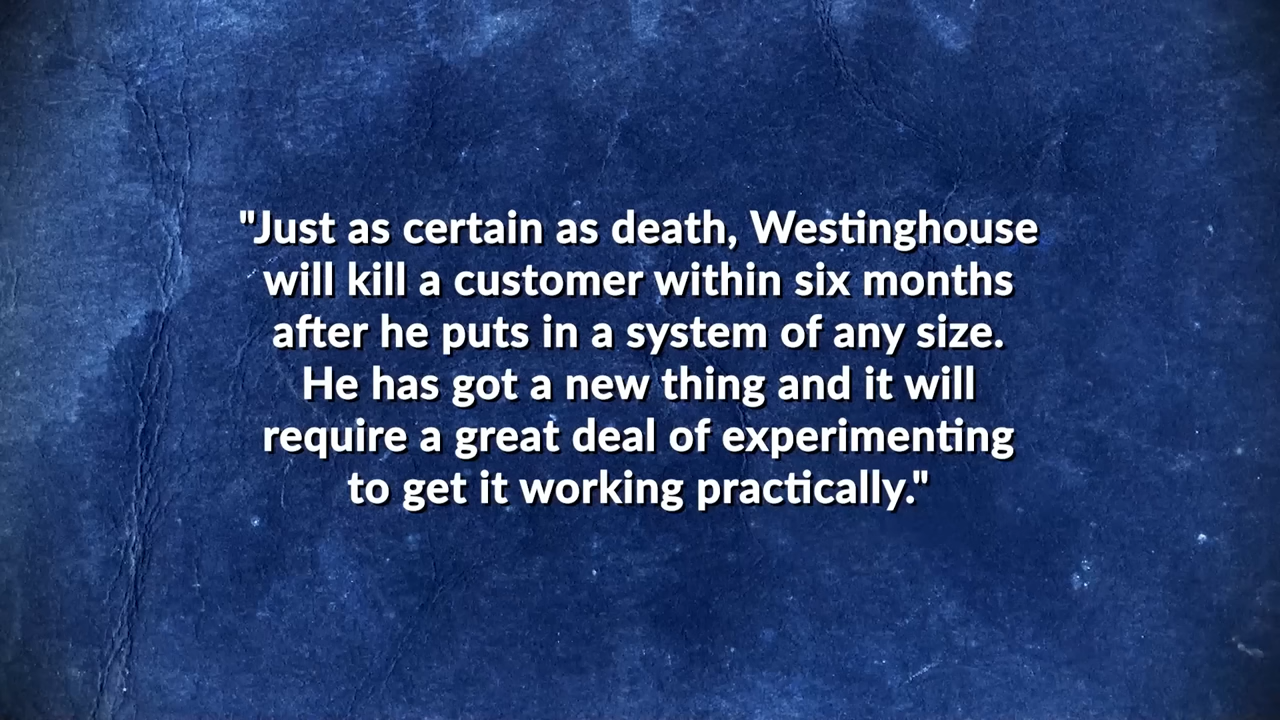 "Just as certain as death, Westinghouse
will kill a customer within six months
after he puts in a system of any size.
He has got a new thing and it will
require a great deal of experimenting
to get it working practically."